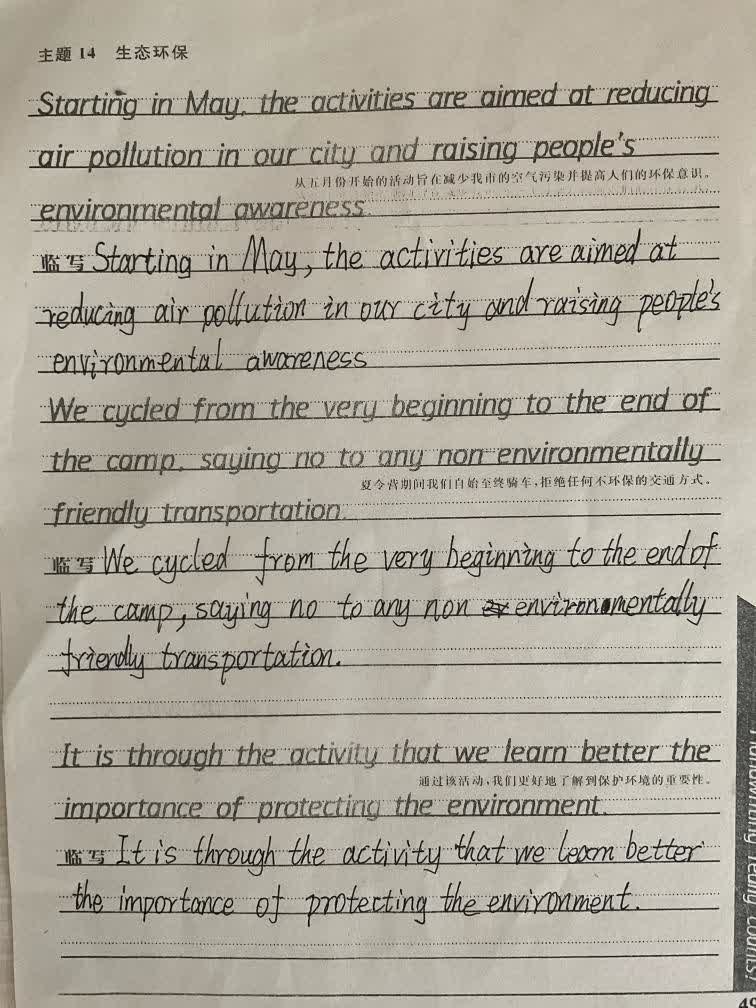 主题 14 生态环保
Starting in May, the activities are aimed at reducing
air pollution in our city and raising people's
从五月份开始的活动旨在减少我市的空气污染并提高人们的环保意识。
environmental awareness.
临写 Starting in May, the activities are aimed at
reducing air pollution in our city and raising people's
environmental awareness
We cycled from the very beginning to the end of
the camp, saying no to any non-environmentally
夏令营期间我们自始至终骑车,拒绝任何不环保的交通方式。
friendly transportation.
临写 We cycled from the very beginning to the end of
the camp, saying no to any non environmentally
friendly transportation.
It is through the activity that we learn better the
通过该活动,我们更好地了解到保护环境的重要性。
importance of protecting the environment.
临写 It is through the activity that we learn better
the importance of protecting the environment.
counts!